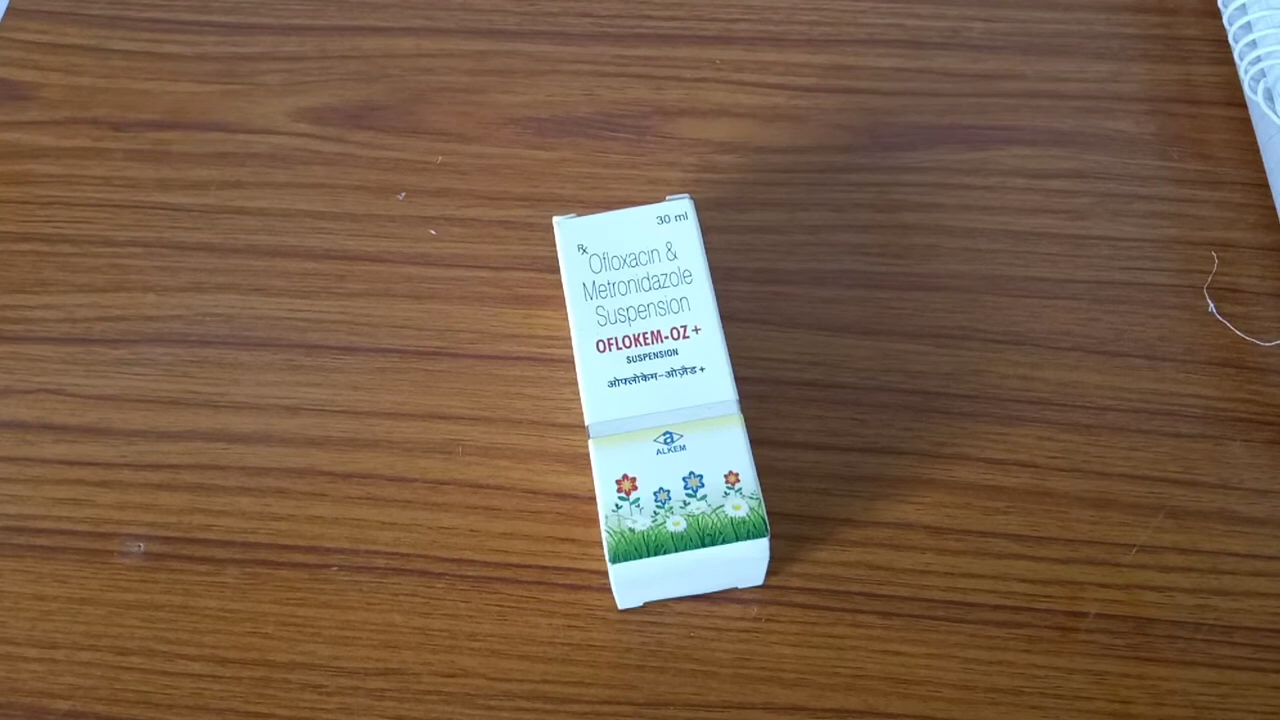 30 ml
Rx
Ofloxacin &
Metronidazole
Suspension
OFLOKEM-OZ+
SUSPENSION
ओफ्लोकेम-ओज़ैड+
a
ALKEM